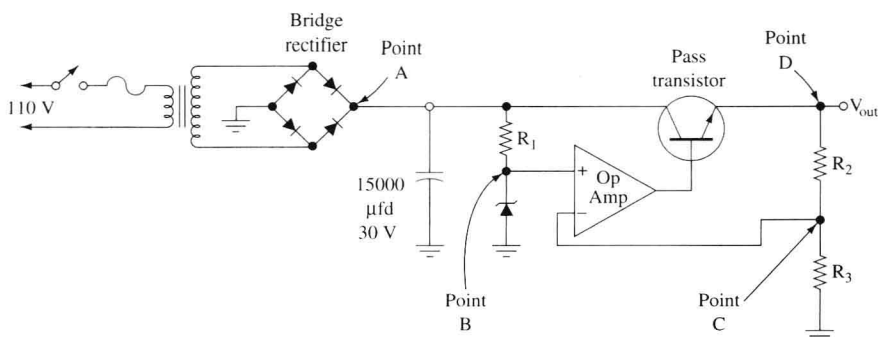 Bridge
rectifier
Point
A
Pass
transistor
Point
D
110 V
V_out
R_1
R_2
15000
μfd
30 V
+
Op
Amp
−
R_3
Point
B
Point
C